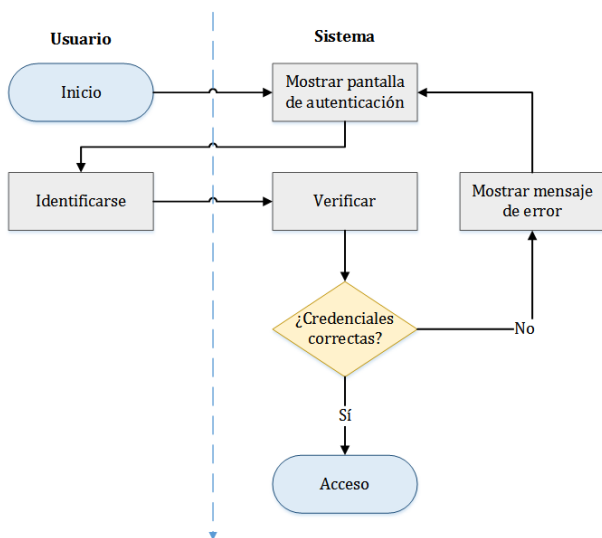 Usuario
Sistema
Inicio
Mostrar pantalla
de autenticación
Identificarse
Verificar
Mostrar mensaje
de error
¿Credenciales
correctas?
No
Sí
Acceso